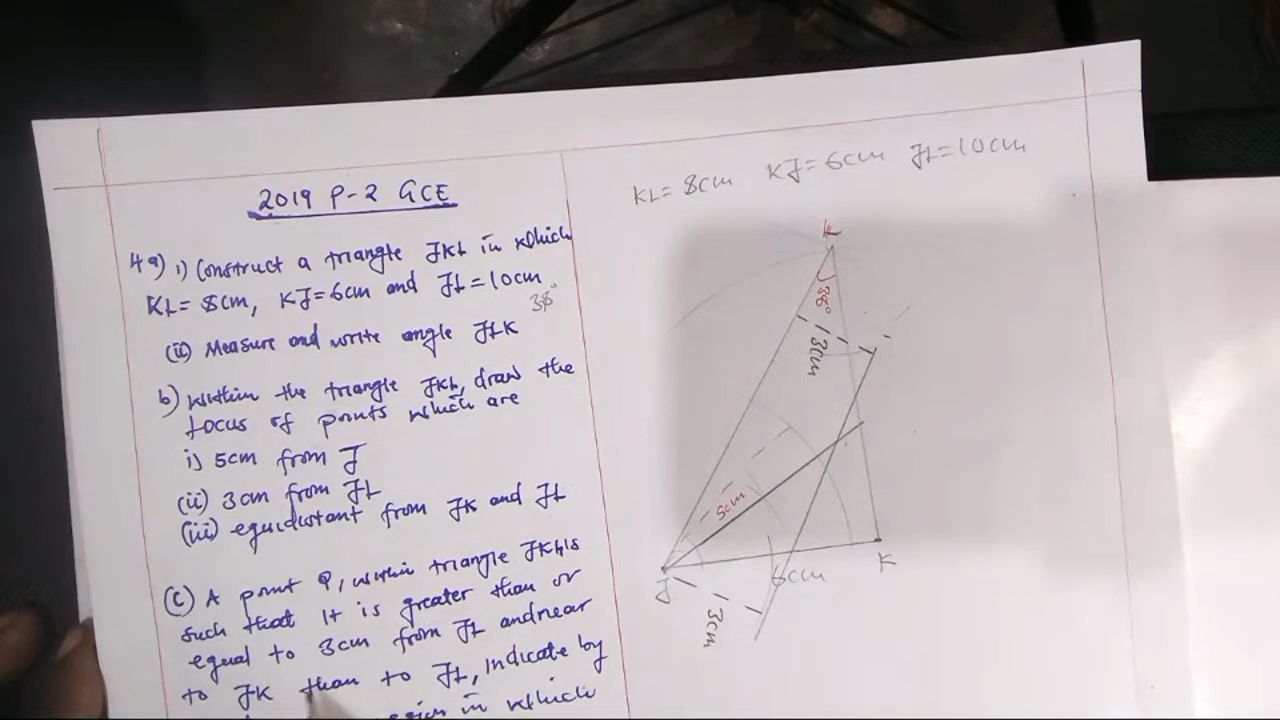 2019 P-2 GCE
4a) i) Construct a triangle JKL in which
KL = 8cm, KJ = 6cm and JL = 10cm
38°
(ii) Measure and write angle JLK
b) within the triangle JKL, draw the
locus of points which are
i) 5cm from J
(ii) 3cm from JL
(iii) equidistant from JK and JL
(c) A point P, within triangle JKL, is
such that it is greater than or
equal to 3cm from JL and near
to JK than to JL, indicate by
in which
KL = 8cm KJ = 6cm JL = 10cm
L
38°
3cm
5cm
J
6cm
K
3cm